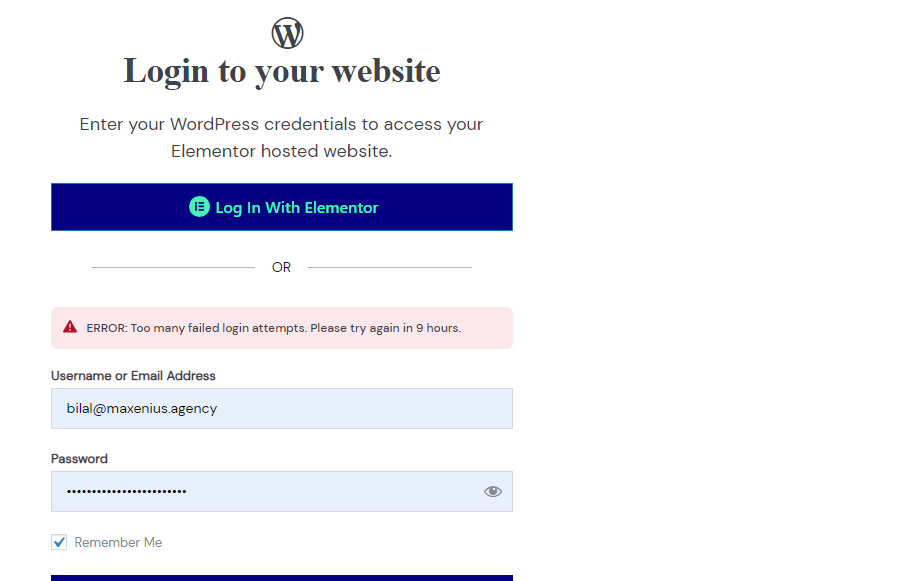 Login to your website
Enter your WordPress credentials to access your
Elementor hosted website.
Log In With Elementor
OR
ERROR: Too many failed login attempts. Please try again in 9 hours.
Username or Email Address
bilal@maxenius.agency
Password
••••••••••••••••••••••••
Remember Me